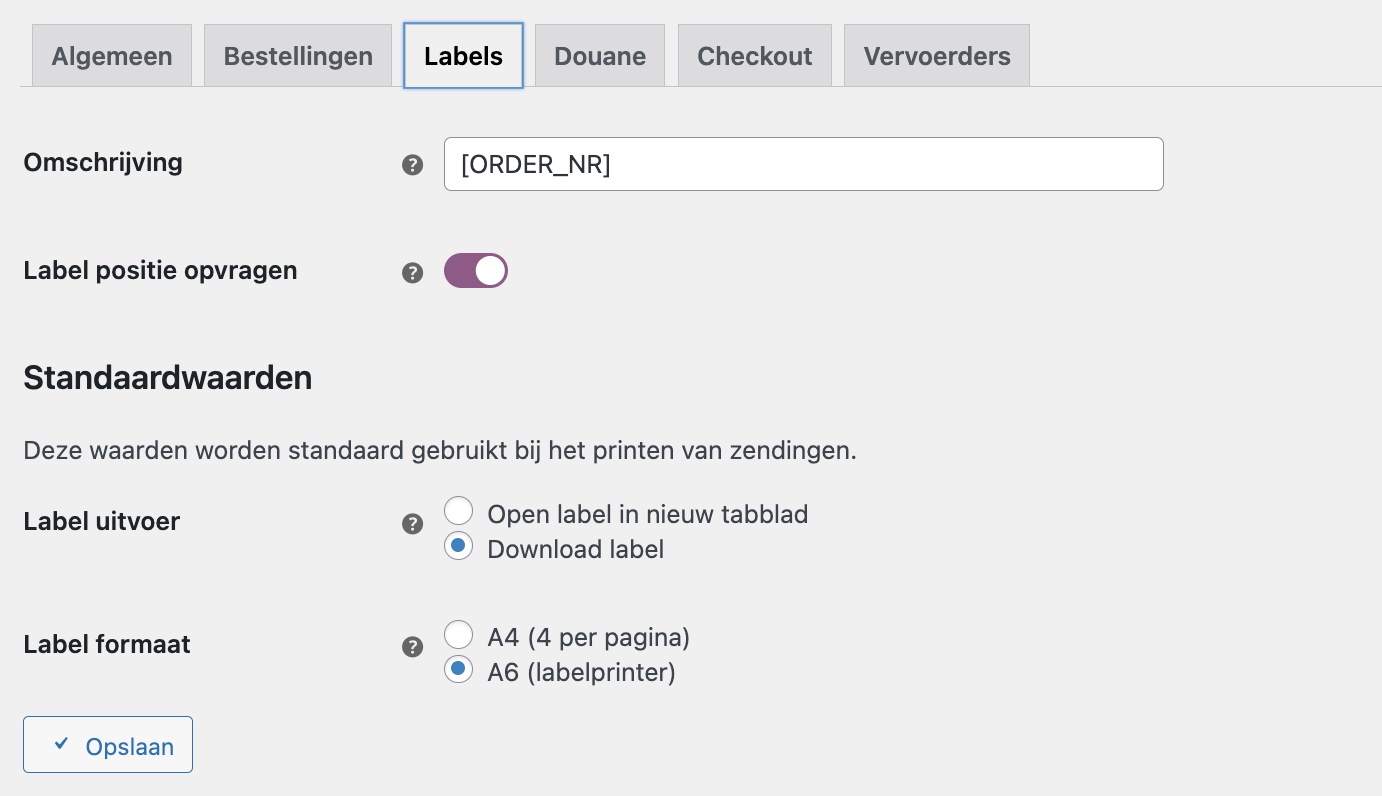 Algemeen Bestellingen Labels Douane Checkout Vervoerders
Omschrijving ? [ORDER_NR]
Label positie opvragen ?
Standaardwaarden
Deze waarden worden standaard gebruikt bij het printen van zendingen.
Label uitvoer ? Open label in nieuw tabblad
Download label
Label formaat ? A4 (4 per pagina)
A6 (labelprinter)
Opslaan